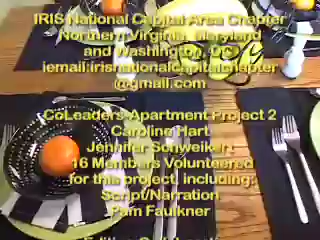 IRIS National Capital Area Chapter
Northern Virginia, Maryland
and Washington, DC
iemail:irisnationalcapitalchapter
@gmail.com
CoLeaders-Apartment Project 2
Caroline Hart
Jennifer Schweikert
16 Members Volunteered
for this project, including:
Script/Narration
Pam Faulkner